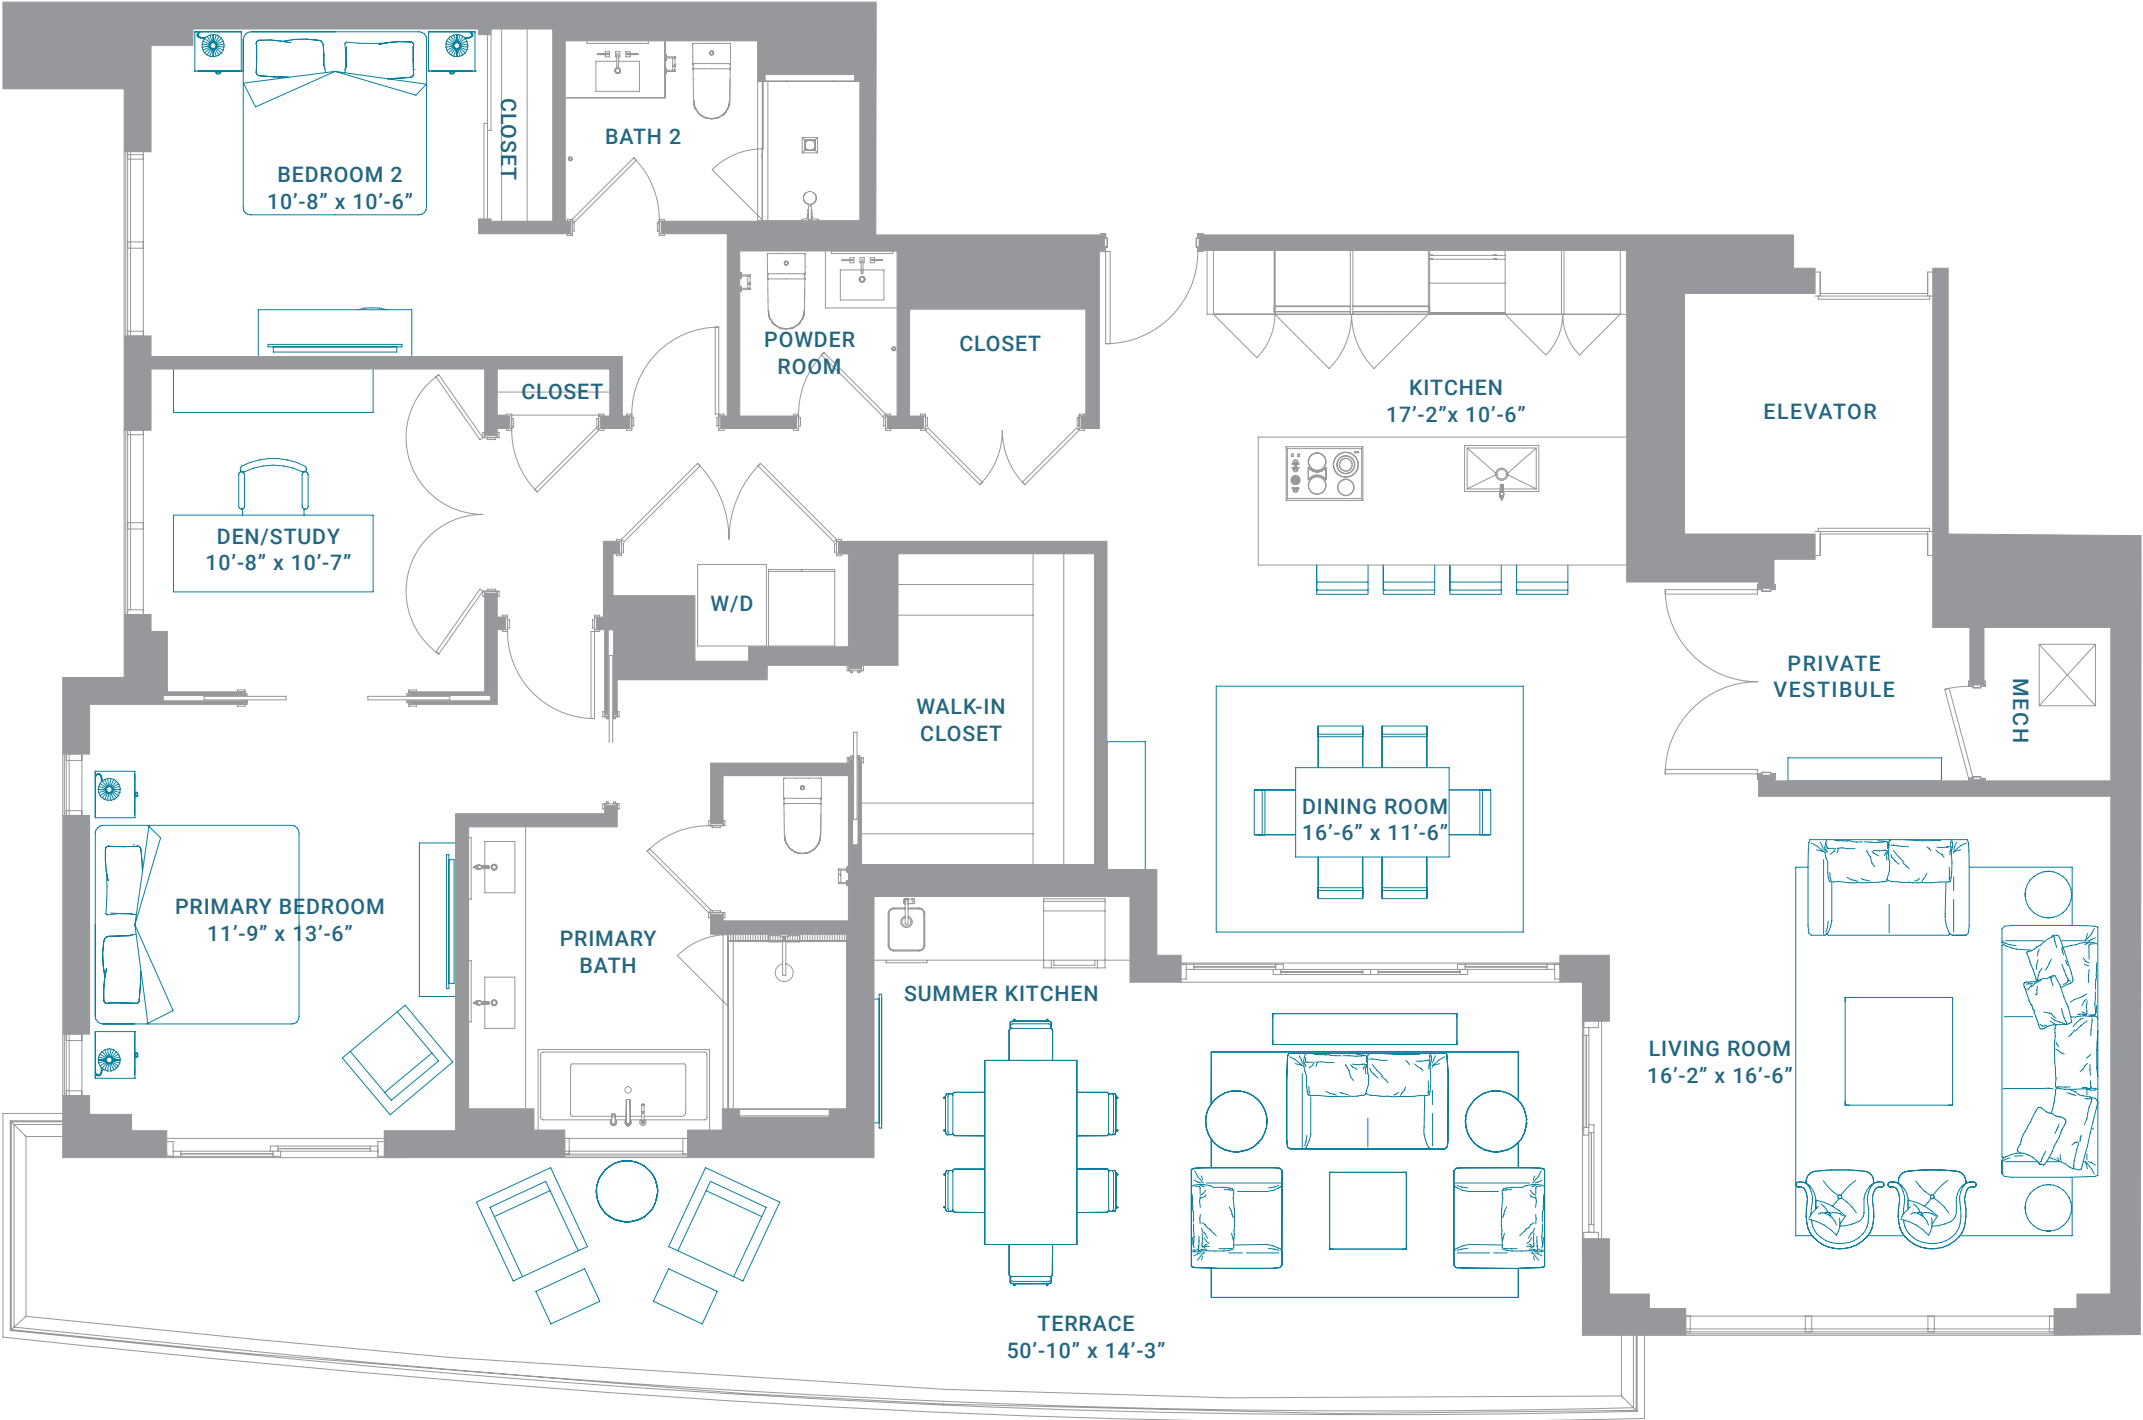 CLOSET
BATH 2
BEDROOM 2
10’-8” x 10’-6”
POWDER
ROOM
CLOSET
CLOSET
KITCHEN
17’-2”x 10’-6”
ELEVATOR
DEN/STUDY
10’-8” x 10’-7”
W/D
PRIVATE
VESTIBULE
MECH
WALK-IN
CLOSET
DINING ROOM
16’-6” x 11’-6”
PRIMARY BEDROOM
11’-9” x 13’-6”
PRIMARY
BATH
SUMMER KITCHEN
LIVING ROOM
16’-2” x 16’-6”
TERRACE
50’-10” x 14’-3”